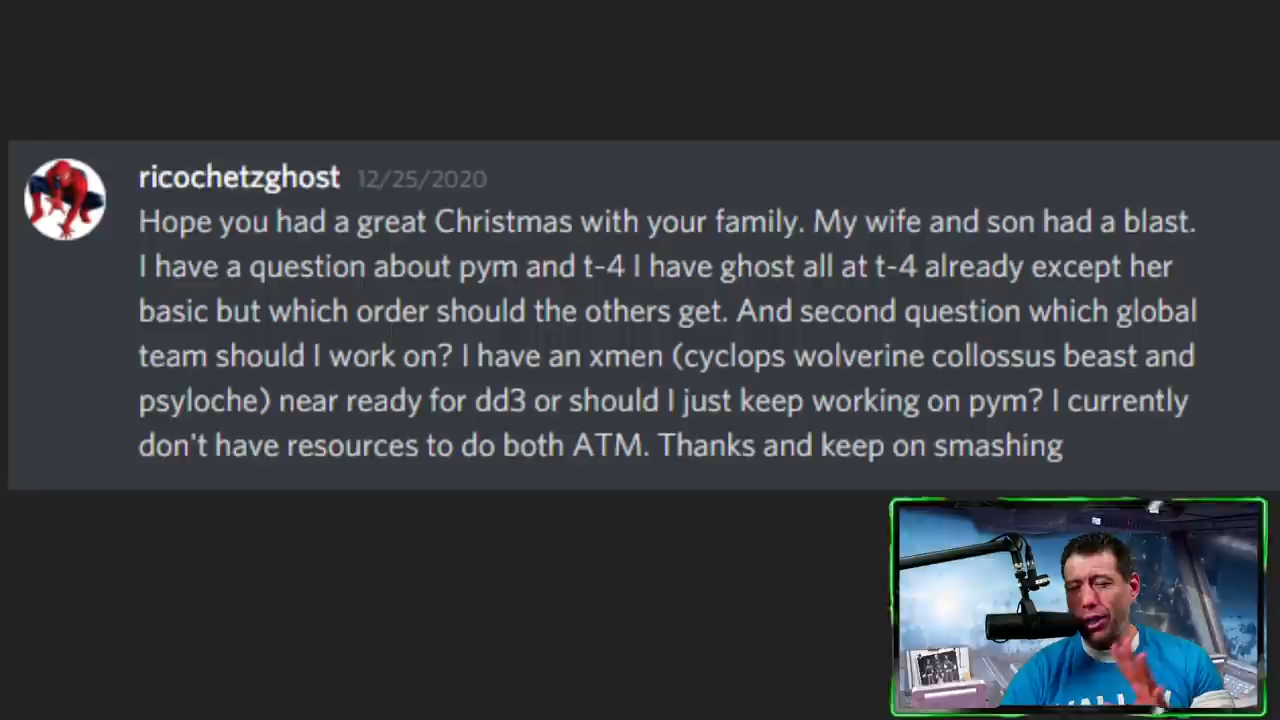 ricochetzghost 12/25/2020
Hope you had a great Christmas with your family. My wife and son had a blast.
I have a question about pym and t-4 I have ghost all at t-4 already except her
basic but which order should the others get. And second question which global
team should I work on? I have an xmen (cyclops wolverine collossus beast and
psyloche) near ready for dd3 or should I just keep working on pym? I currently
don't have resources to do both ATM. Thanks and keep on smashing